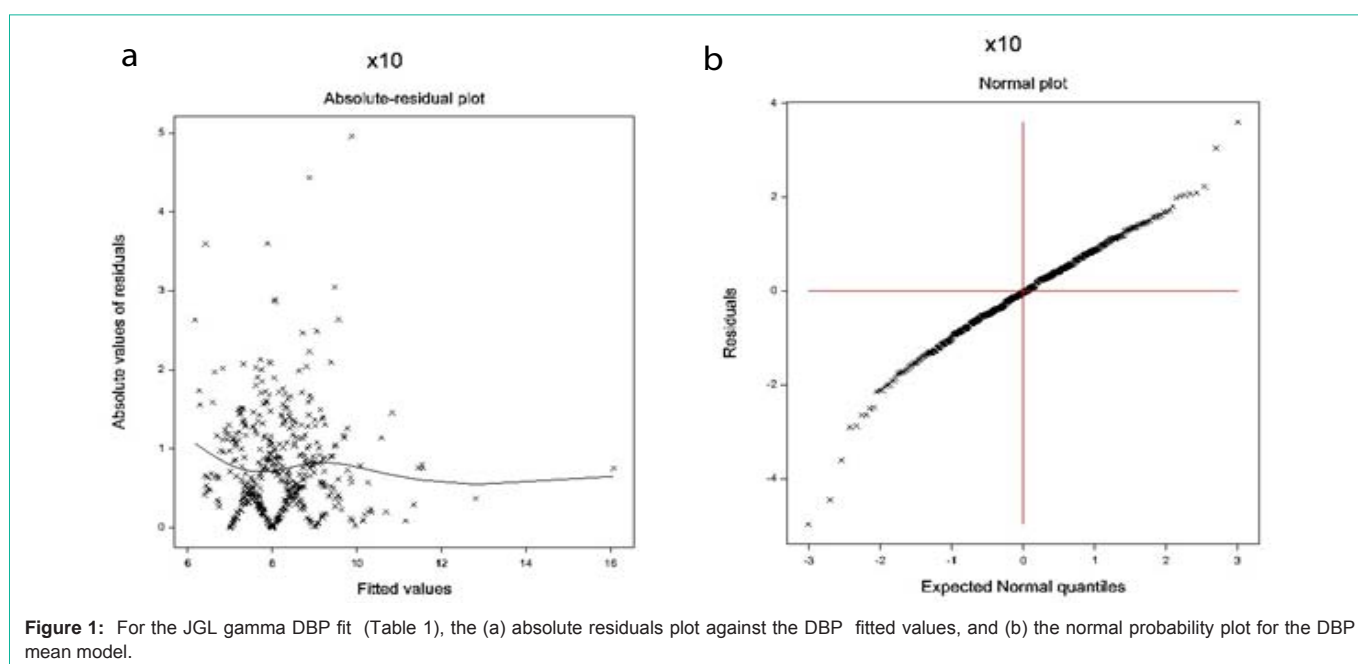 a
x10
Absolute-residual plot
Absolute values of residuals
5
4
3
2
1
0
6
8
10
12
14
16
Fitted values
b
x10
Normal plot
Residuals
4
2
0
-2
-4
-3
-2
-1
0
1
2
3
Expected Normal quantiles
Figure 1: For the JGL gamma DBP fit (Table 1), the (a) absolute residuals plot against the DBP fitted values, and (b) the normal probability plot for the DBP
mean model.